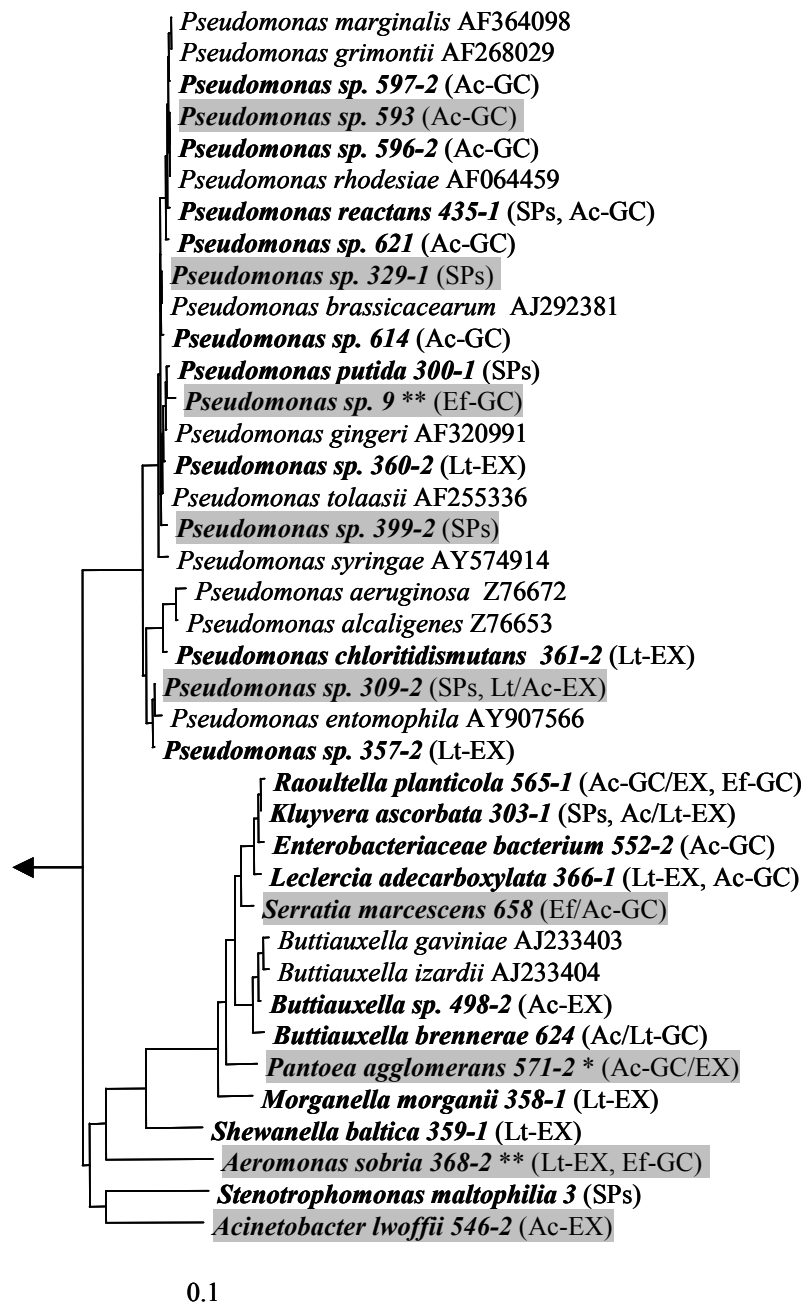 Pseudomonas marginalis AF364098
Pseudomonas grimontii AF268029
Pseudomonas sp. 597-2 (Ac-GC)
Pseudomonas sp. 593 (Ac-GC)
Pseudomonas sp. 596-2 (Ac-GC)
Pseudomonas rhodesiae AF064459
Pseudomonas reactans 435-1 (SPs, Ac-GC)
Pseudomonas sp. 621 (Ac-GC)
Pseudomonas sp. 329-1 (SPs)
Pseudomonas brassicacearum AJ292381
Pseudomonas sp. 614 (Ac-GC)
Pseudomonas putida 300-1 (SPs)
Pseudomonas sp. 9 ** (Ef-GC)
Pseudomonas gingeri AF320991
Pseudomonas sp. 360-2 (Lt-EX)
Pseudomonas tolaasii AF255336
Pseudomonas sp. 399-2 (SPs)
Pseudomonas syringae AY574914
Pseudomonas aeruginosa Z76672
Pseudomonas alcaligenes Z76653
Pseudomonas chloritidismutans 361-2 (Lt-EX)
Pseudomonas sp. 309-2 (SPs, Lt/Ac-EX)
Pseudomonas entomophila AY907566
Pseudomonas sp. 357-2 (Lt-EX)
Raoultella planticola 565-1 (Ac-GC/EX, Ef-GC)
Kluyvera ascorbata 303-1 (SPs, Ac/Lt-EX)
Enterobacteriaceae bacterium 552-2 (Ac-GC)
Leclercia adecarboxylata 366-1 (Lt-EX, Ac-GC)
Serratia marcescens 658 (Ef/Ac-GC)
Buttiauxella gaviniae AJ233403
Buttiauxella izardii AJ233404
Buttiauxella sp. 498-2 (Ac-EX)
Buttiauxella brennerae 624 (Ac/Lt-GC)
Pantoea agglomerans 571-2 * (Ac-GC/EX)
Morganella morganii 358-1 (Lt-EX)
Shewanella baltica 359-1 (Lt-EX)
Aeromonas sobria 368-2 ** (Lt-EX, Ef-GC)
Stenotrophomonas maltophilia 3 (SPs)
Acinetobacter lwoffii 546-2 (Ac-EX)
0.1